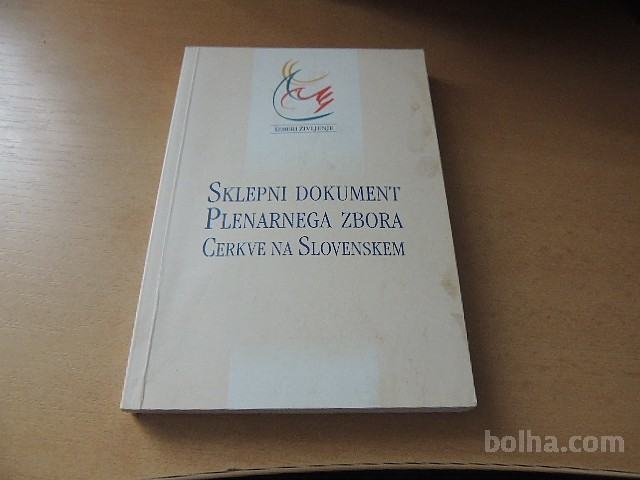 IZBERI ŽIVLJENJE
SKLEPNI DOKUMENT
PLENARNEGA ZBORA
CERKVE NA SLOVENSKEM
bolha.com